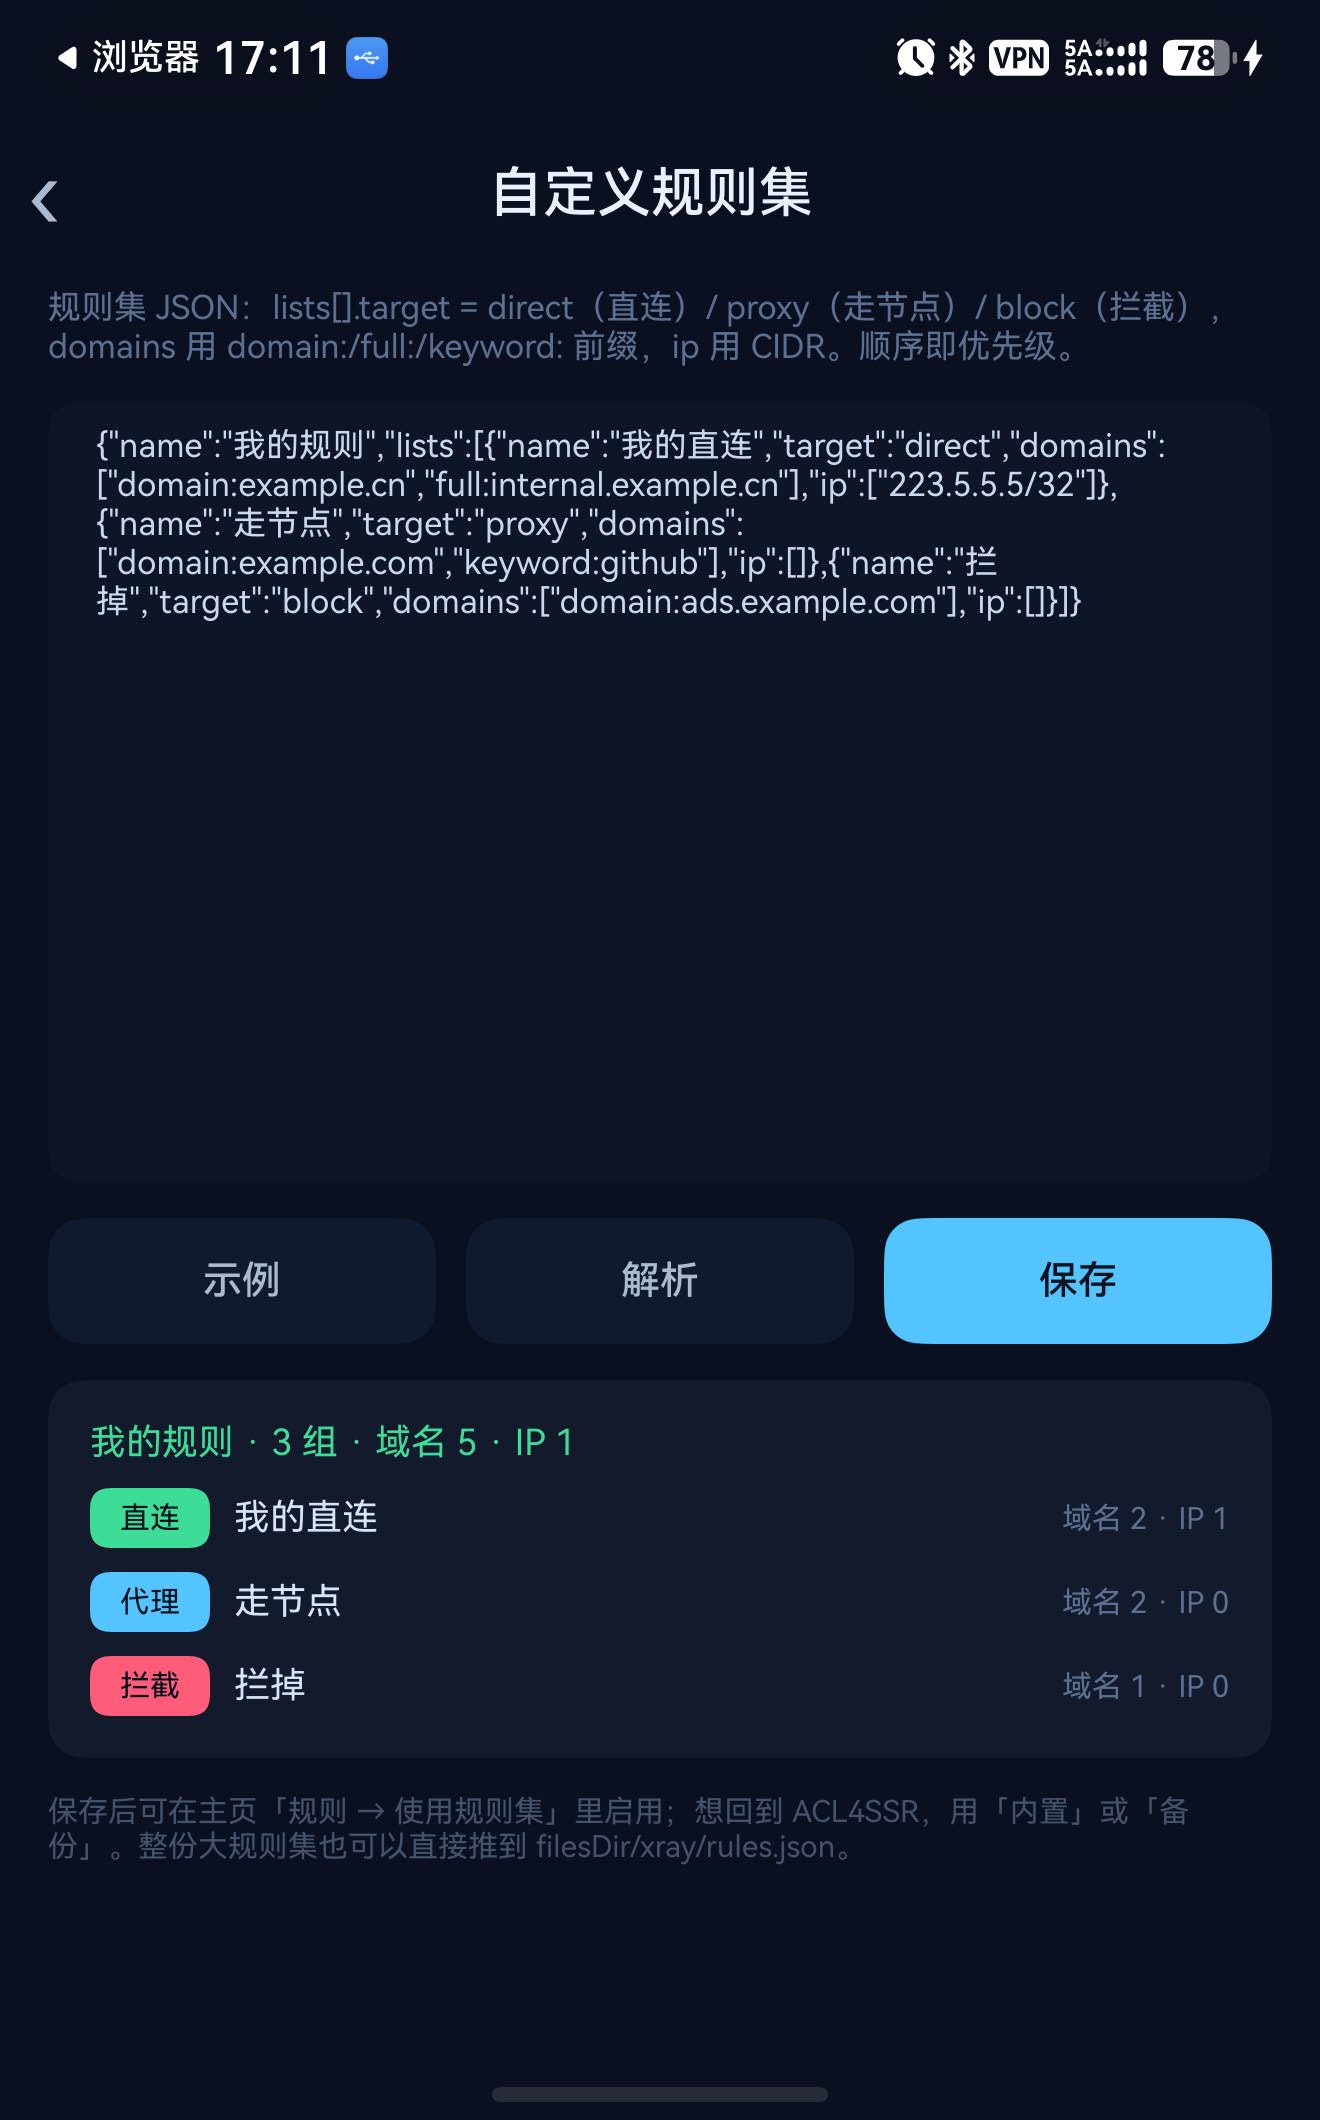 浏览器 17:11
VPN 5A 5A 78
自定义规则集
规则集 JSON：lists[].target = direct（直连）/ proxy（走节点）/ block（拦截），
domains 用 domain:/full:/keyword: 前缀，ip 用 CIDR。顺序即优先级。
{"name":"我的规则","lists":[{"name":"我的直连","target":"direct","domains":
["domain:example.cn","full:internal.example.cn"],"ip":["223.5.5.5/32"]},
{"name":"走节点","target":"proxy","domains":
["domain:example.com","keyword:github"],"ip":[]},{"name":"拦
掉","target":"block","domains":["domain:ads.example.com"],"ip":[]}]}
示例 解析 保存
我的规则 · 3 组 · 域名 5 · IP 1
直连 我的直连 域名 2 · IP 1
代理 走节点 域名 2 · IP 0
拦截 拦掉 域名 1 · IP 0
保存后可在主页「规则 → 使用规则集」里启用；想回到 ACL4SSR，用「内置」或「备
份」。整份大规则集也可以直接推到 filesDir/xray/rules.json。